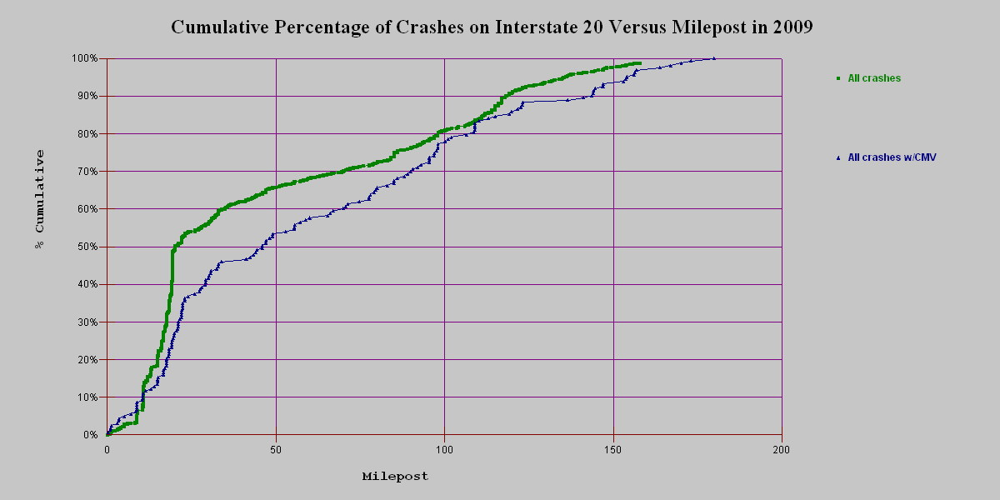 Cumulative Percentage of Crashes on Interstate 20 Versus Milepost in 2009
100%
90%
80%
70%
60%
50%
40%
30%
20%
10%
0%
% Cumulative
0 50 100 150 200
Milepost
All crashes
All crashes w/CMV